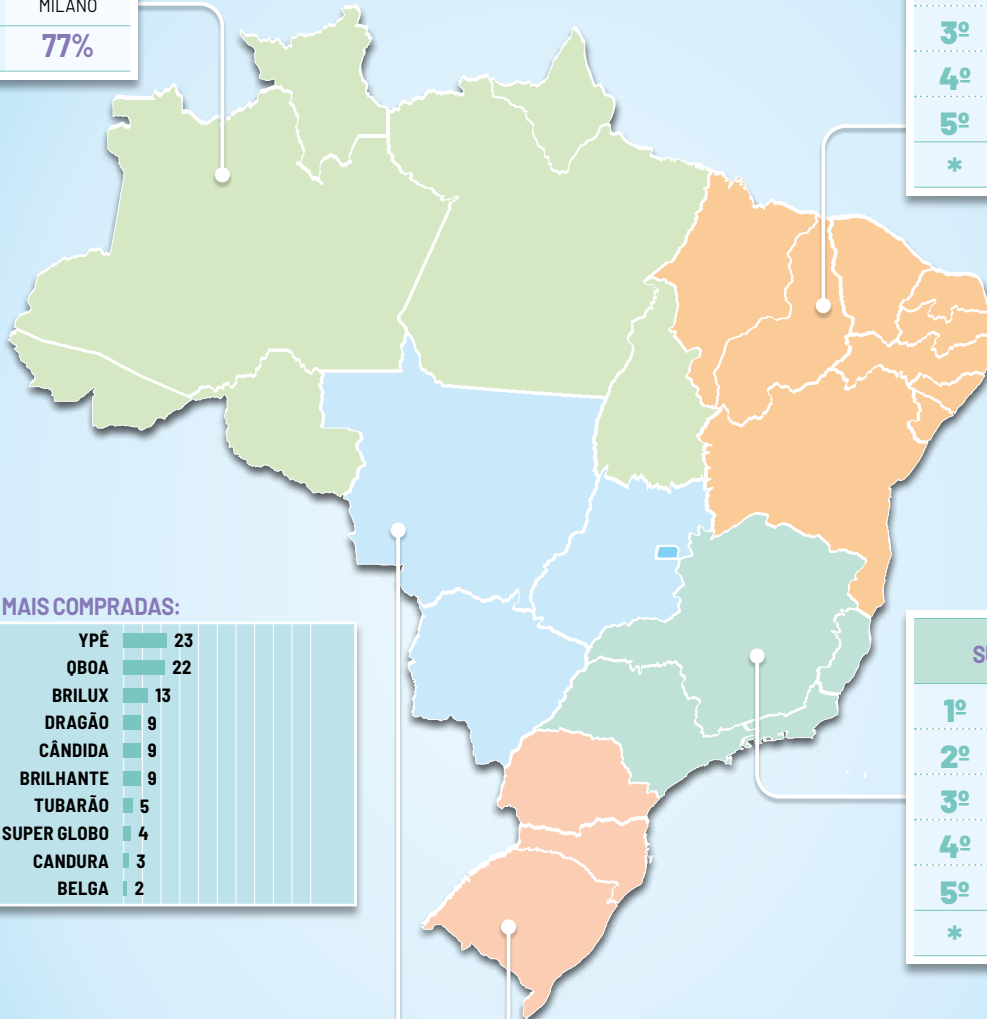 MILANO
77%
3º
4º
5º
*
MAIS COMPRADAS:
YPÊ 23
QBOA 22
BRILUX 13
DRAGÃO 9
CÂNDIDA 9
BRILHANTE 9
TUBARÃO 5
SUPER GLOBO 4
CANDURA 3
BELGA 2
1º
2º
3º
4º
5º
*